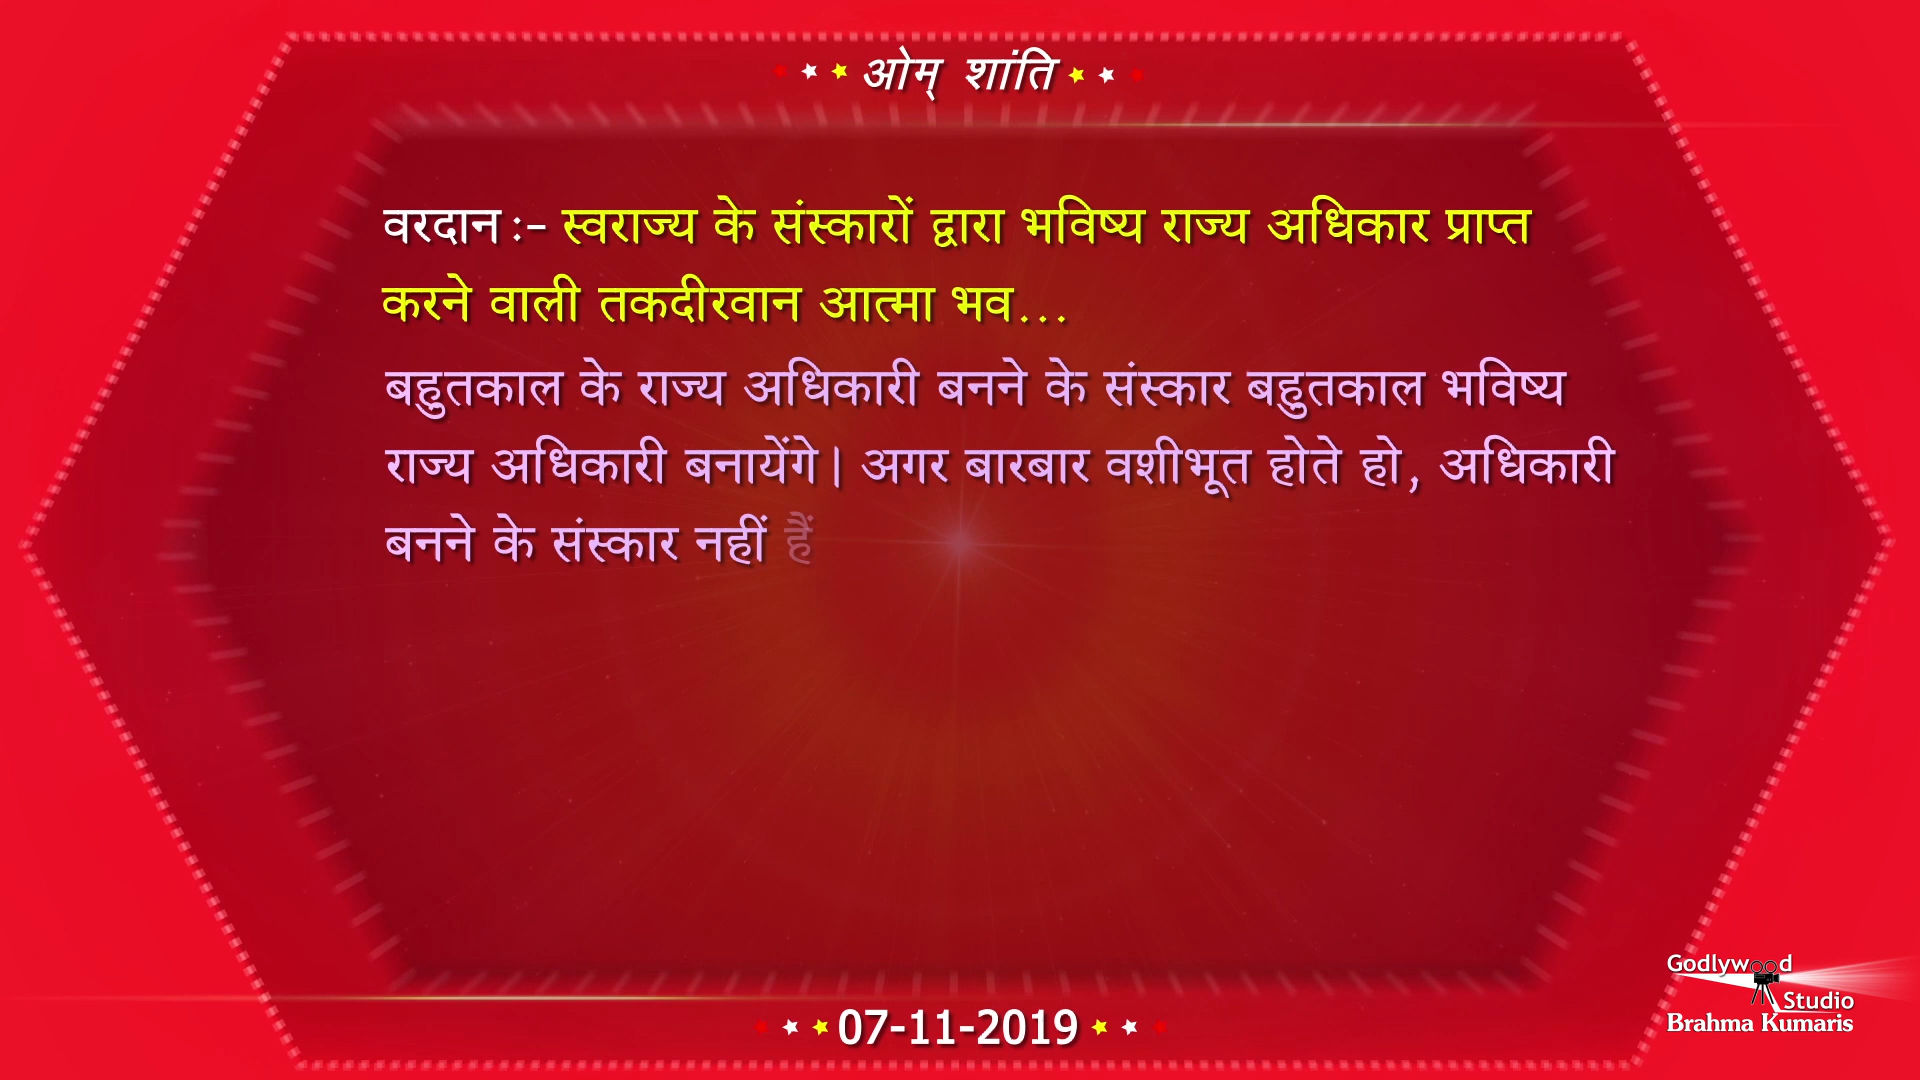 ओम् शांति
वरदान :- स्वराज्य के संस्कारों द्वारा भविष्य राज्य अधिकार प्राप्त
करने वाली तकदीरवान आत्मा भव...
बहुतकाल के राज्य अधिकारी बनने के संस्कार बहुतकाल भविष्य
राज्य अधिकारी बनायेंगे। अगर बारबार वशीभूत होते हो, अधिकारी
बनने के संस्कार नहीं हैं
07-11-2019
Godlywood
Studio
Brahma Kumaris